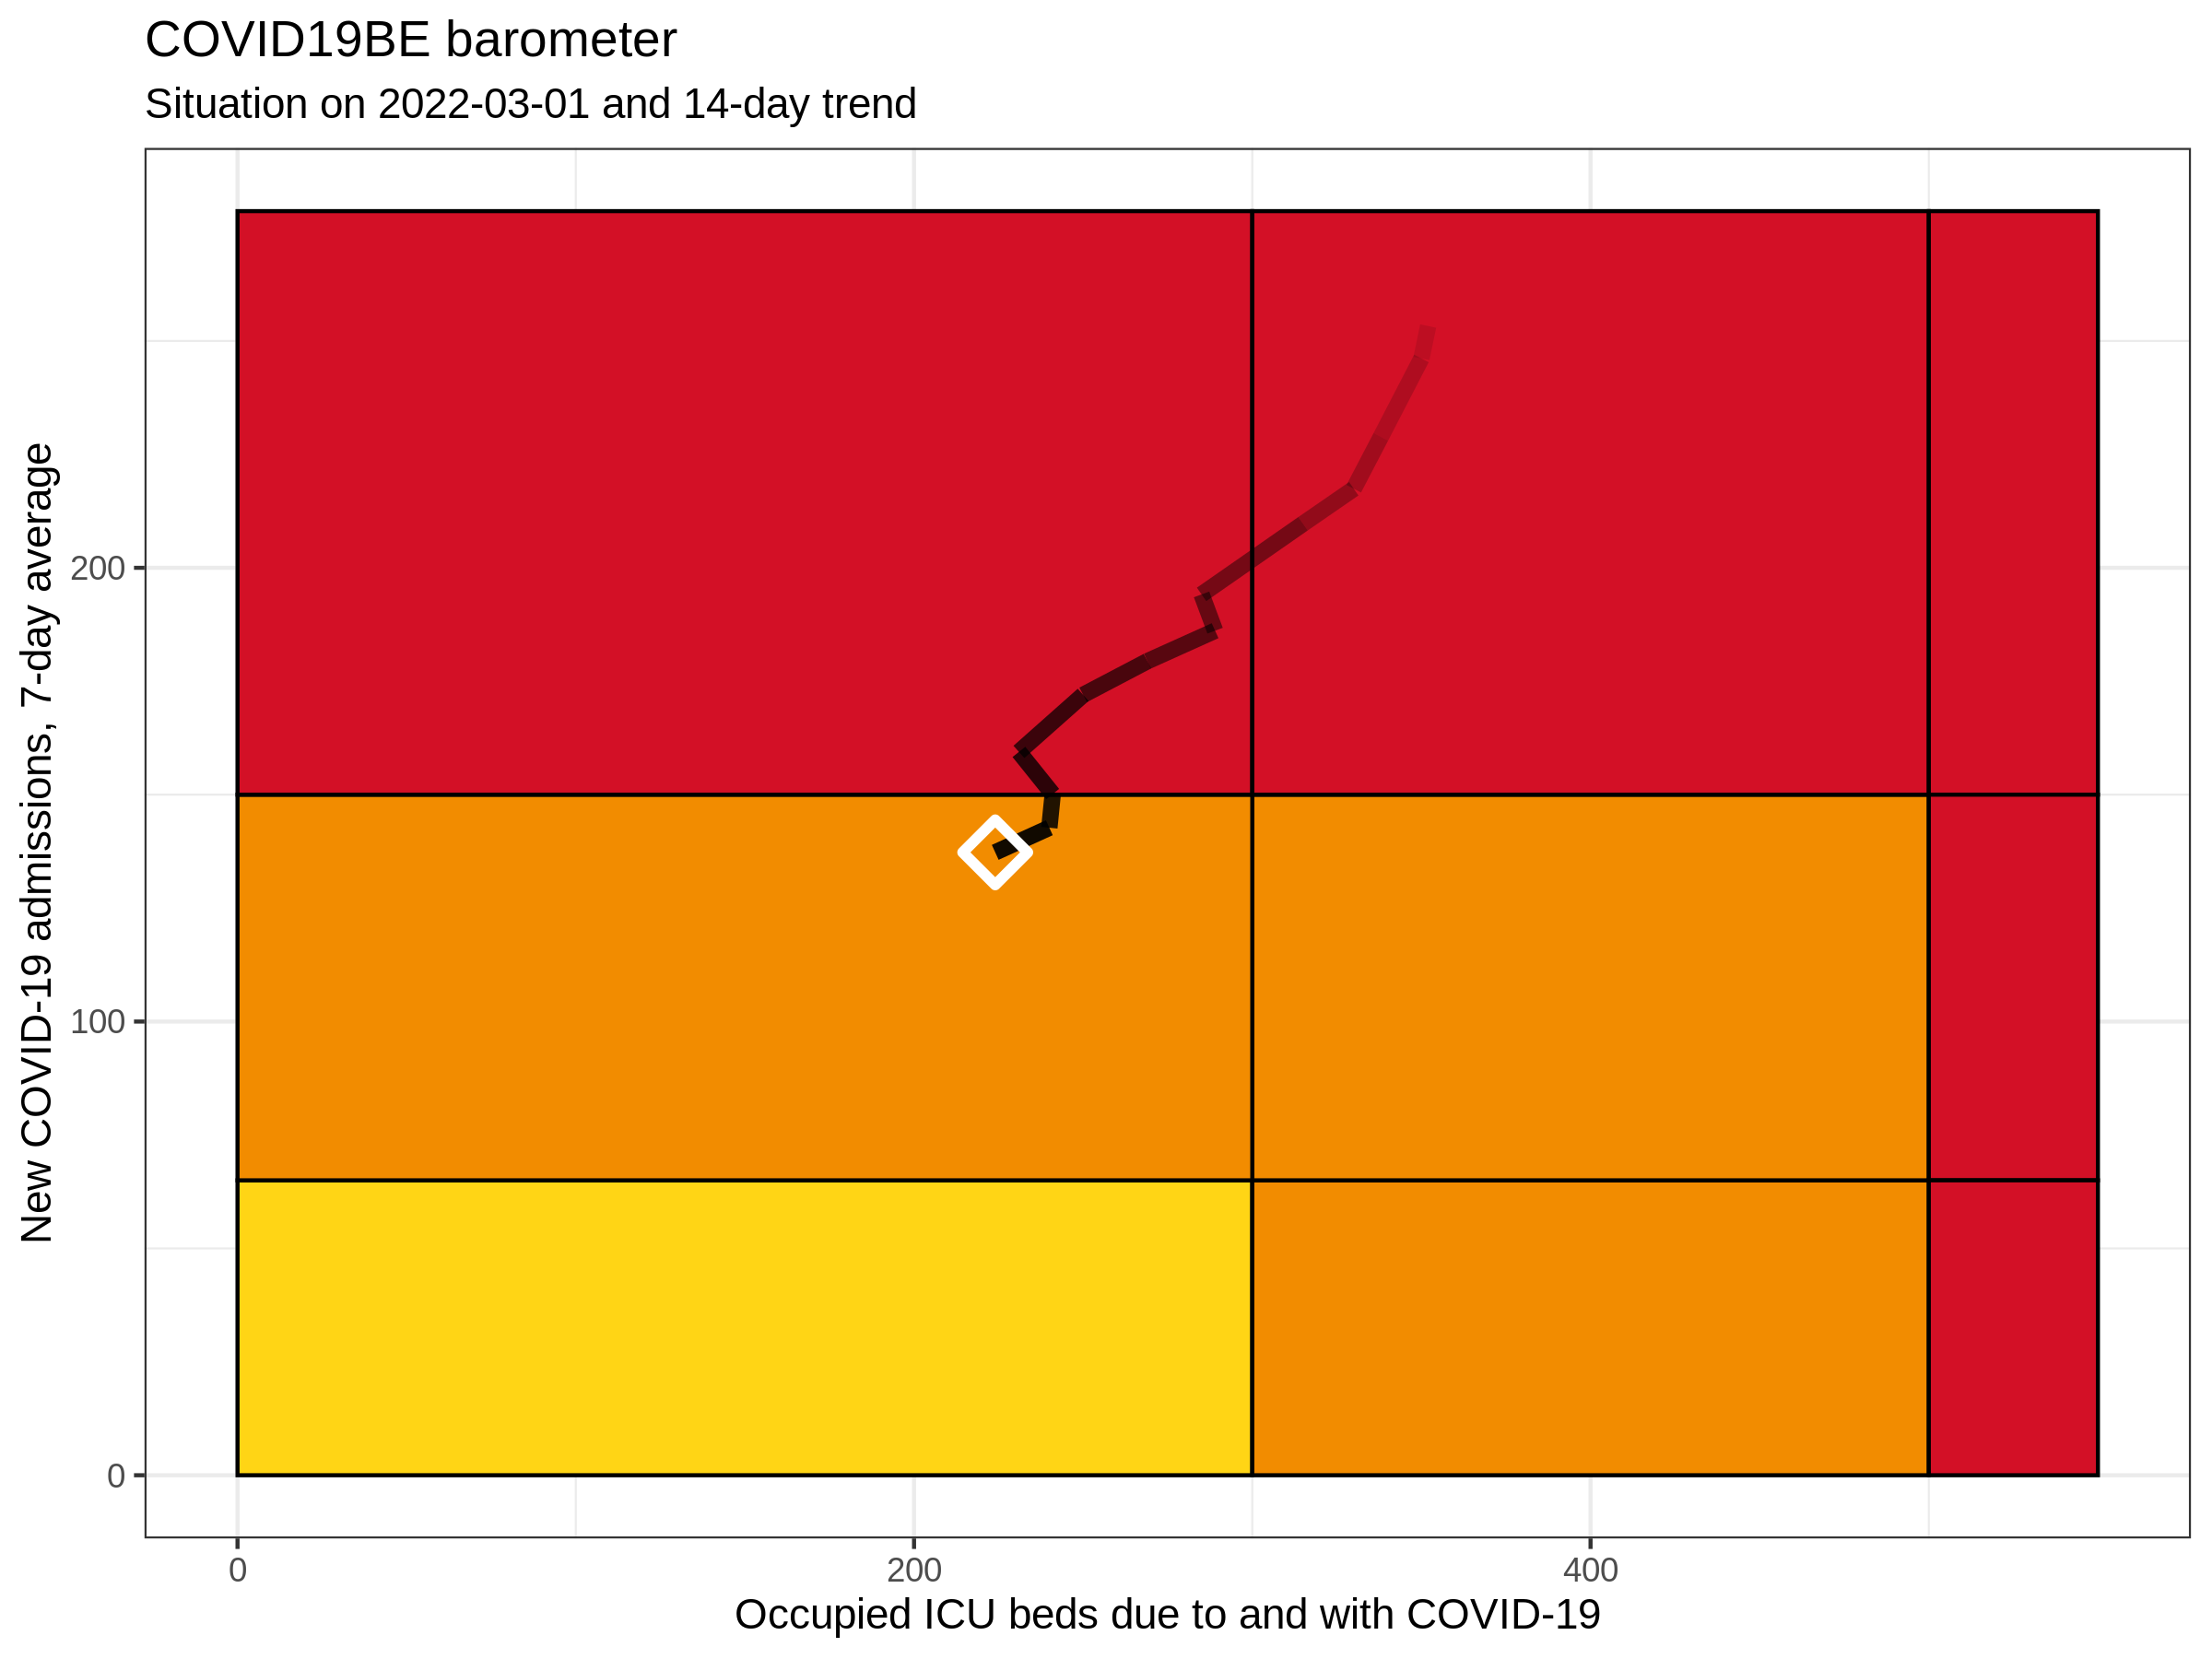 COVID19BE barometer
Situation on 2022-03-01 and 14-day trend
New COVID-19 admissions, 7-day average
200
100
0
0
200
400
Occupied ICU beds due to and with COVID-19